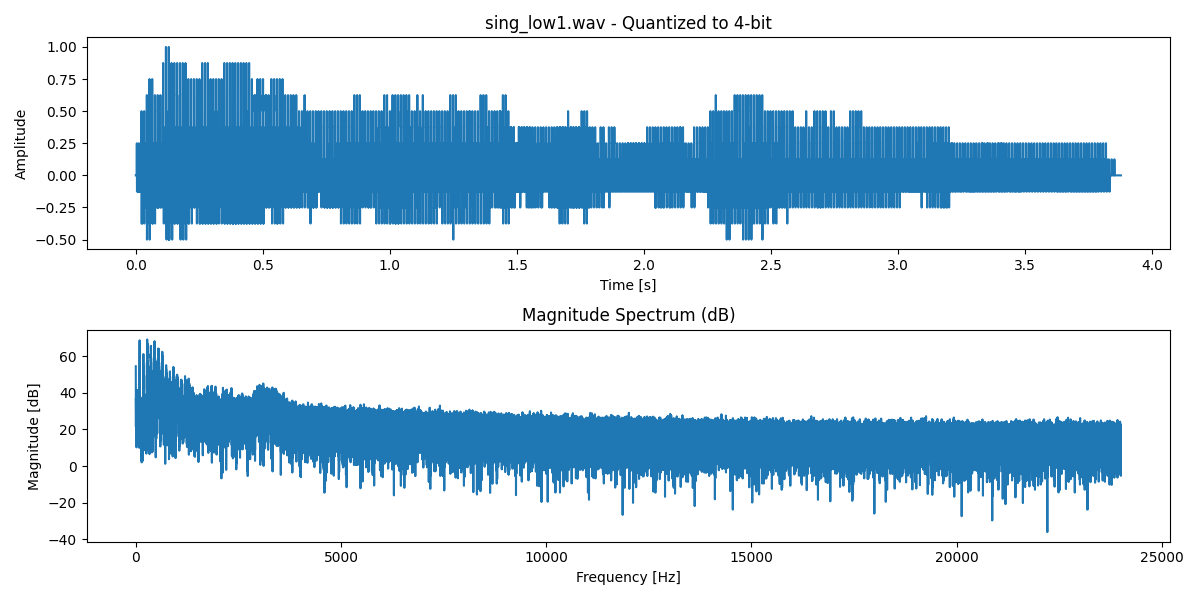 sing_low1.wav - Quantized to 4-bit
1.00
0.75
0.50
0.25
0.00
−0.25
−0.50
Amplitude
0.0 0.5 1.0 1.5 2.0 2.5 3.0 3.5 4.0
Time [s]
Magnitude Spectrum (dB)
60
40
20
0
−20
−40
Magnitude [dB]
0 5000 10000 15000 20000 25000
Frequency [Hz]